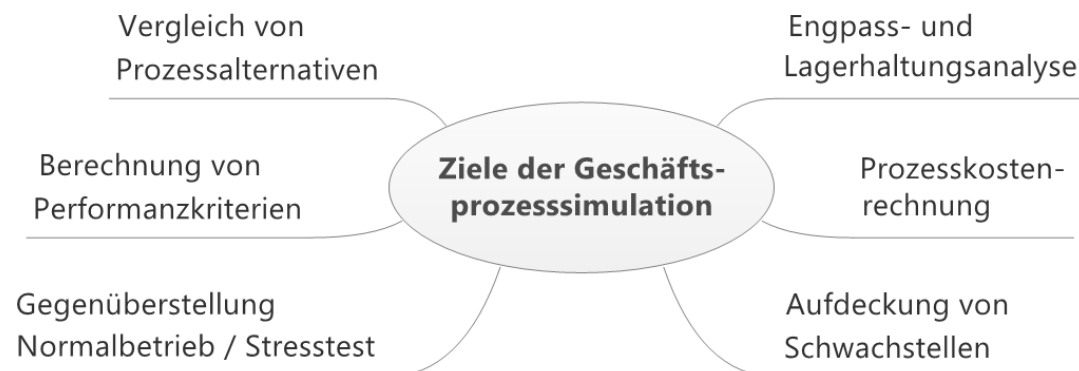 Vergleich von
Prozessalternativen
Engpass- und
Lagerhaltungsanalyse
Ziele der Geschäfts-
prozesssimulation
Berechnung von
Performanzkriterien
Prozesskosten-
rechnung
Gegenüberstellung
Normalbetrieb / Stresstest
Aufdeckung von
Schwachstellen